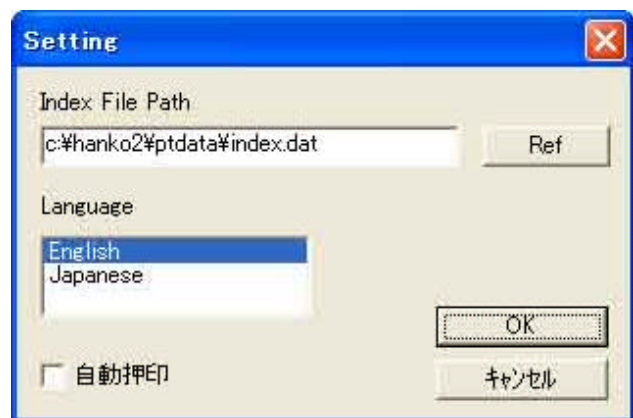 Setting
Index File Path
c:¥hanko2¥ptdata¥index.dat
Ref
Language
English
Japanese
OK
自動押印
ｷｬﾝｾﾙ